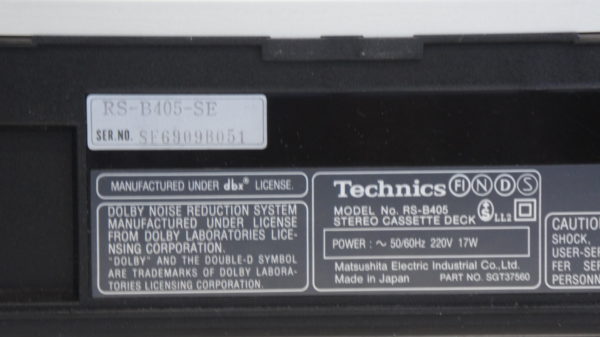 RS-B405-SE
SER.NO. SF6909B051
MANUFACTURED UNDER dbx® LICENSE.
DOLBY NOISE REDUCTION SYSTEM
MANUFACTURED UNDER LICENSE
FROM DOLBY LABORATORIES LICE-
NSING CORPORATION.
"DOLBY" AND THE DOUBLE-D SYMBOL
ARE TRADEMARKS OF DOLBY LABORA-
TORIES LICENSING CORPORATION.
Technics F I N D S
MODEL No. RS-B405
STEREO CASSETTE DECK S LL2
POWER : ~ 50/60Hz 220V 17W
Matsushita Electric Industrial Co., Ltd.
Made in Japan PART NO. SGT37560
CAUTION
SHOCK,
USER-SE
FER SE
PERSONN